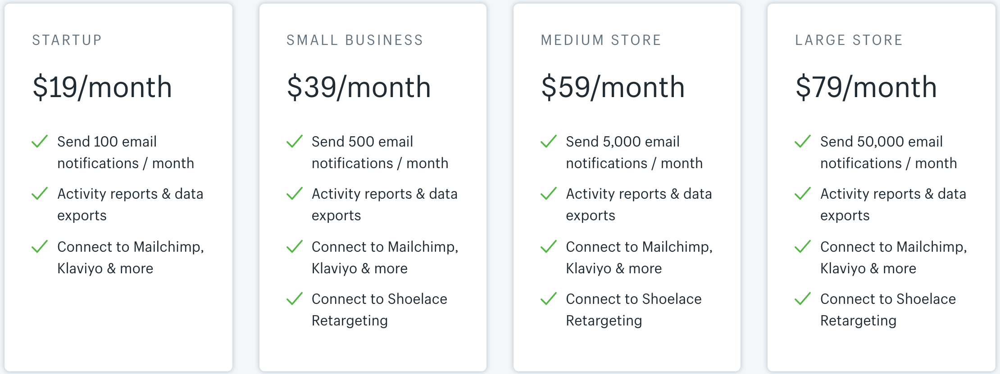 STARTUP
$19/month
Send 100 email
notifications / month
Activity reports & data
exports
Connect to Mailchimp,
Klaviyo & more
SMALL BUSINESS
$39/month
Send 500 email
notifications / month
Activity reports & data
exports
Connect to Mailchimp,
Klaviyo & more
Connect to Shoelace
Retargeting
MEDIUM STORE
$59/month
Send 5,000 email
notifications / month
Activity reports & data
exports
Connect to Mailchimp,
Klaviyo & more
Connect to Shoelace
Retargeting
LARGE STORE
$79/month
Send 50,000 email
notifications / month
Activity reports & data
exports
Connect to Mailchimp,
Klaviyo & more
Connect to Shoelace
Retargeting